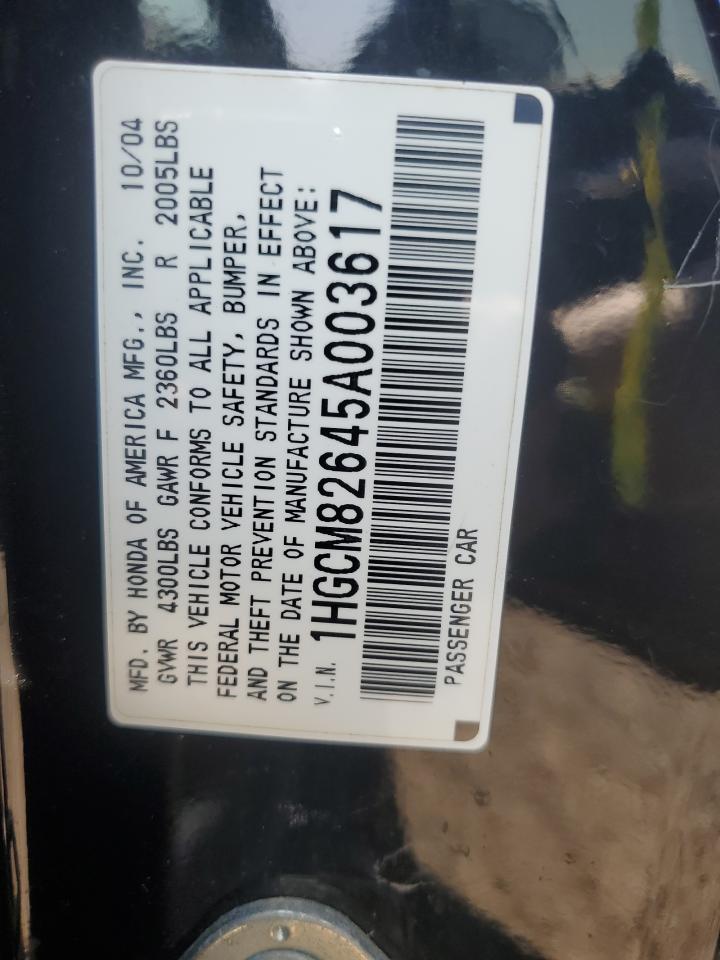 MFD. BY HONDA OF AMERICA MFG., INC. 10/04
GVWR 4300LBS GAWR F 2360LBS R 2005LBS
THIS VEHICLE CONFORMS TO ALL APPLICABLE
FEDERAL MOTOR VEHICLE SAFETY, BUMPER,
AND THEFT PREVENTION STANDARDS IN EFFECT
ON THE DATE OF MANUFACTURE SHOWN ABOVE:
V.I.N. 1HGCM82645A003617
PASSENGER CAR